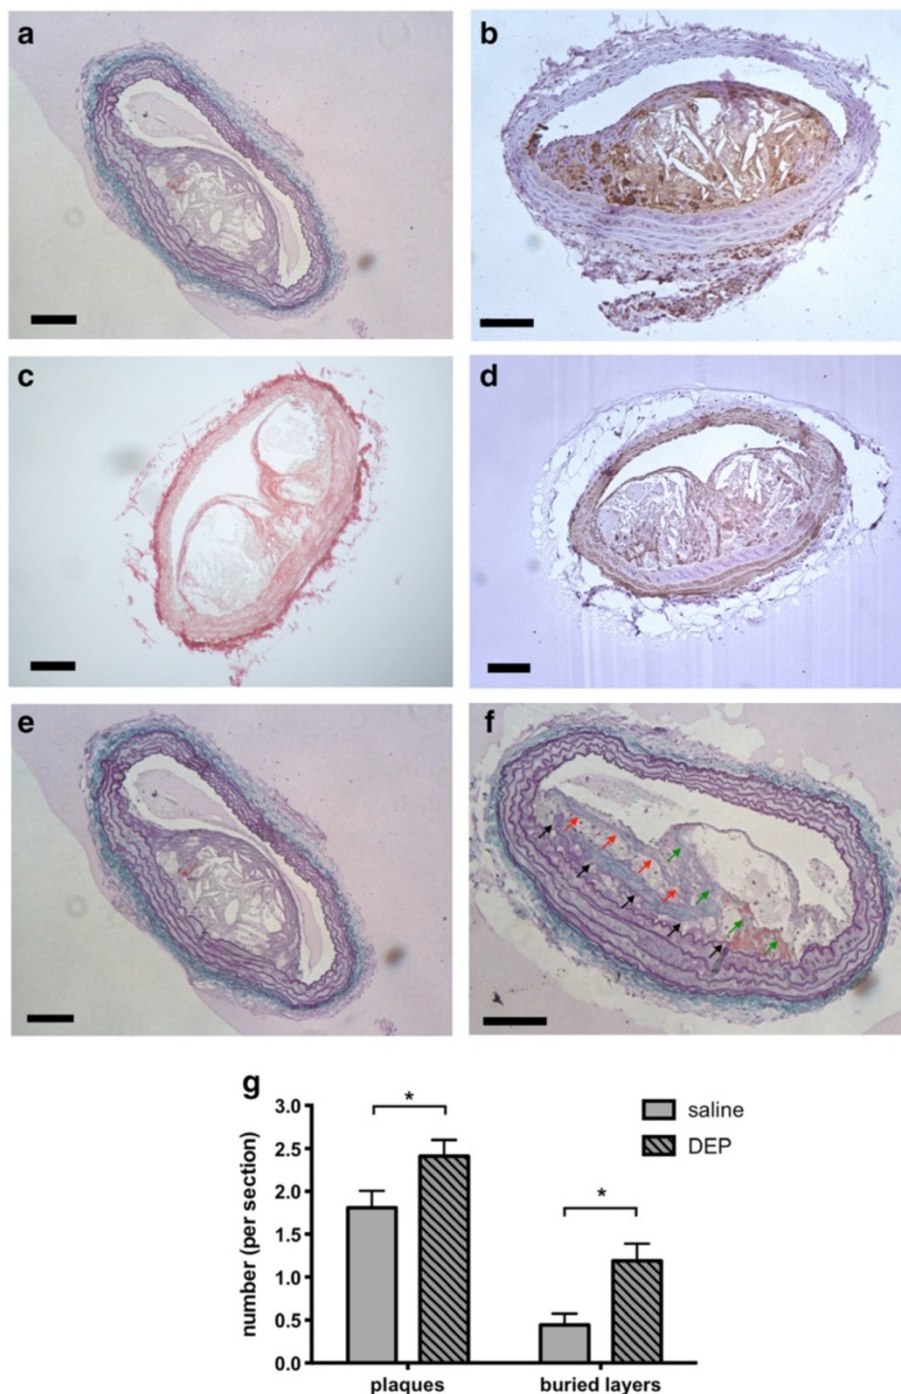 a
b
c
d
e
f
g
*
*
saline
DEP
3.0
2.5
2.0
1.5
1.0
0.5
0.0
number (per section)
plaques
buried layers